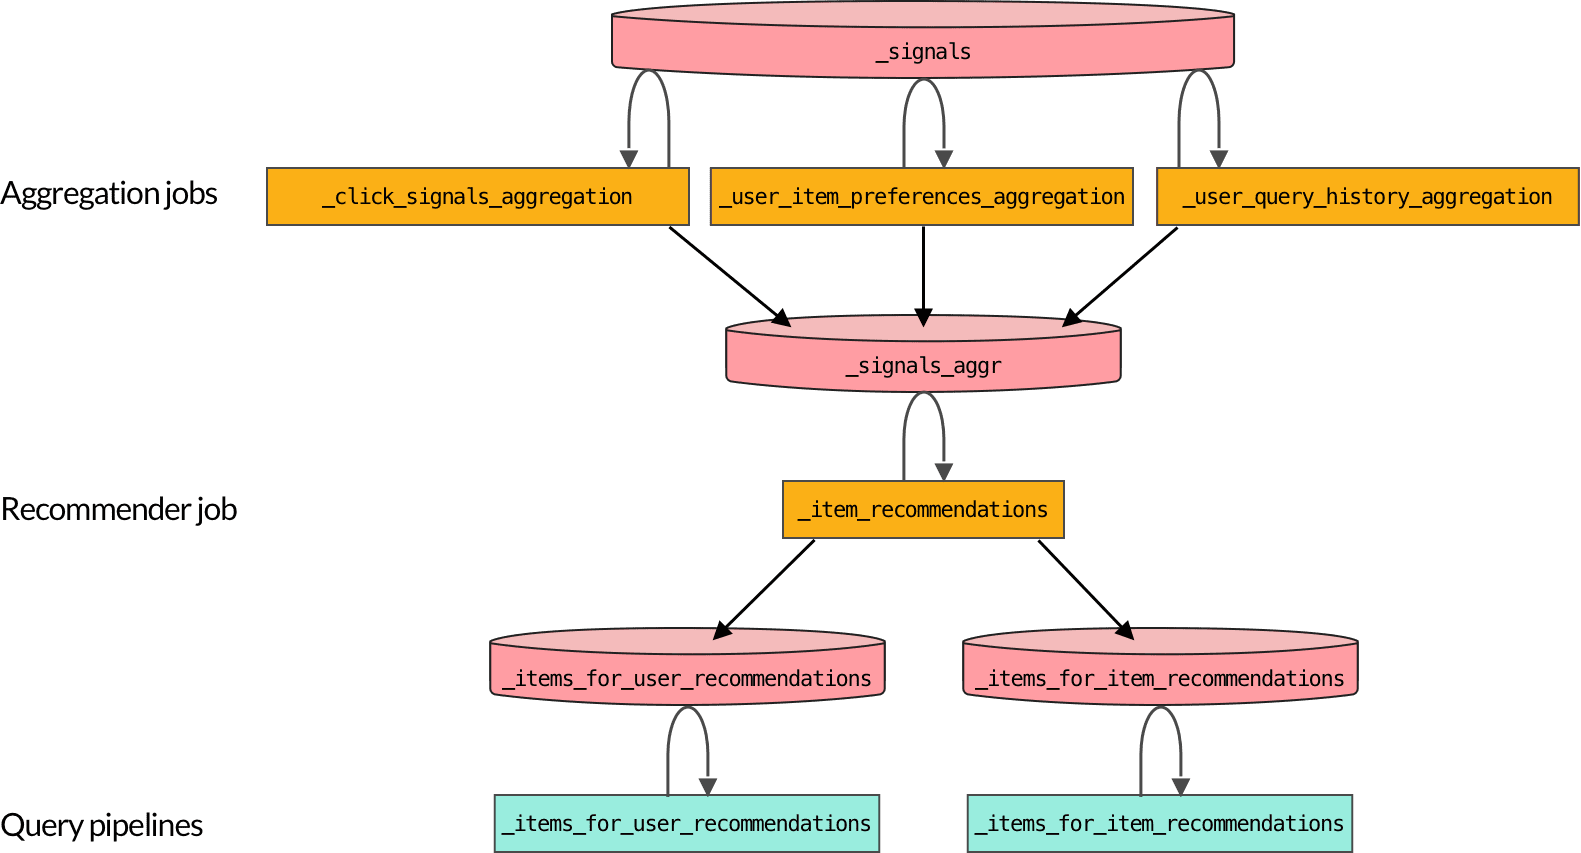 _signals
Aggregation jobs
_click_signals_aggregation
_user_item_preferences_aggregation
_user_query_history_aggregation
_signals_aggr
Recommender job
_item_recommendations
_items_for_user_recommendations
_items_for_item_recommendations
Query pipelines
_items_for_user_recommendations
_items_for_item_recommendations